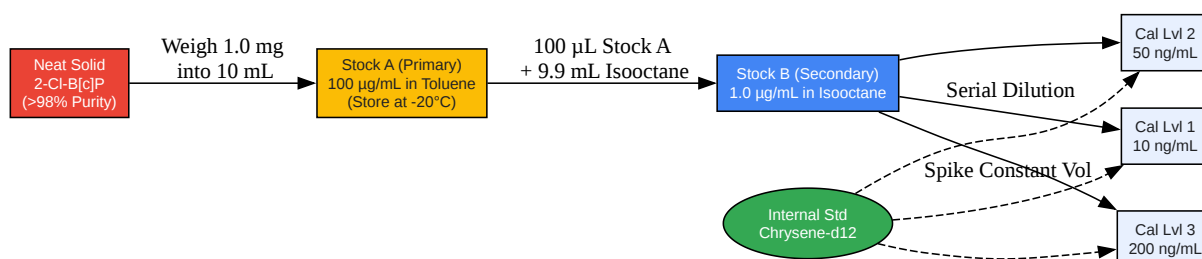 Neat Solid
2-Cl-B[c]P
(>98% Purity)
Weigh 1.0 mg
into 10 mL
Stock A (Primary)
100 µg/mL in Toluene
(Store at -20°C)
100 µL Stock A
+ 9.9 mL Isooctane
Stock B (Secondary)
1.0 µg/mL in Isooctane
Serial Dilution
Spike Constant Vol
Internal Std
Chrysene-d12
Cal Lvl 2
50 ng/mL
Cal Lvl 1
10 ng/mL
Cal Lvl 3
200 ng/mL